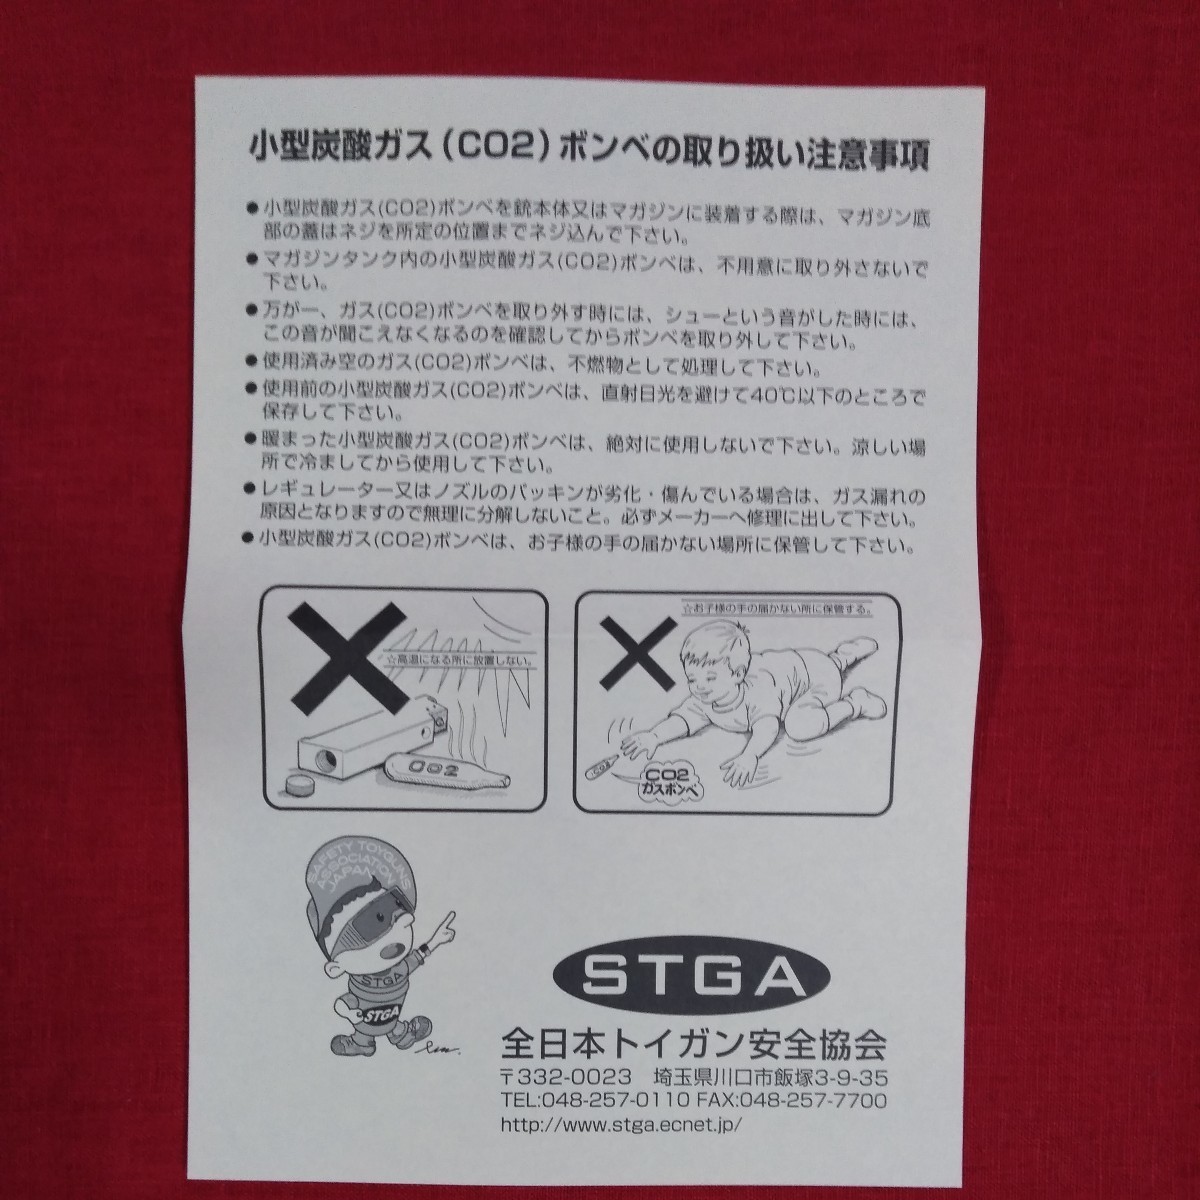 小型炭酸ガス(CO2)ボンベの取り扱い注意事項
●小型炭酸ガス(CO2)ボンベを銃本体又はマガジンに装着する際は、マガジン底
部の蓋はネジを所定の位置までネジ込んで下さい。
●マガジンタンク内の小型炭酸ガス(CO2)ボンベは、不用意に取り外さないで
下さい。
●万が一、ガス(CO2)ボンベを取り外す時には、シューという音がした時には、
この音が聞こえなくなるのを確認してからボンベを取り外して下さい。
●使用済み空のガス(CO2)ボンベは、不燃物として処理して下さい。
●使用前の小型炭酸ガス(CO2)ボンベは、直射日光を避けて40℃以下のところで
保存して下さい。
●暖まった小型炭酸ガス(CO2)ボンベは、絶対に使用しないで下さい。涼しい場
所で冷ましてから使用して下さい。
●レギュレーター又はノズルのパッキンが劣化・傷んでいる場合は、ガス漏れの
原因となりますので無理に分解しないこと。必ずメーカーへ修理に出して下さい。
●小型炭酸ガス(CO2)ボンベは、お子様の手の届かない場所に保管して下さい。
☆高温になる所に放置しない。
CO2
☆お子様の手の届かない所に保管する。
CO2
CO2
ガスボンベ
SAFETY TOYGUNS
ASSOCIATION
JAPAN
STGA
STGA
STGA
全日本トイガン安全協会
〒332-0023 埼玉県川口市飯塚3-9-35
TEL:048-257-0110 FAX:048-257-7700
http://www.stga.ecnet.jp/